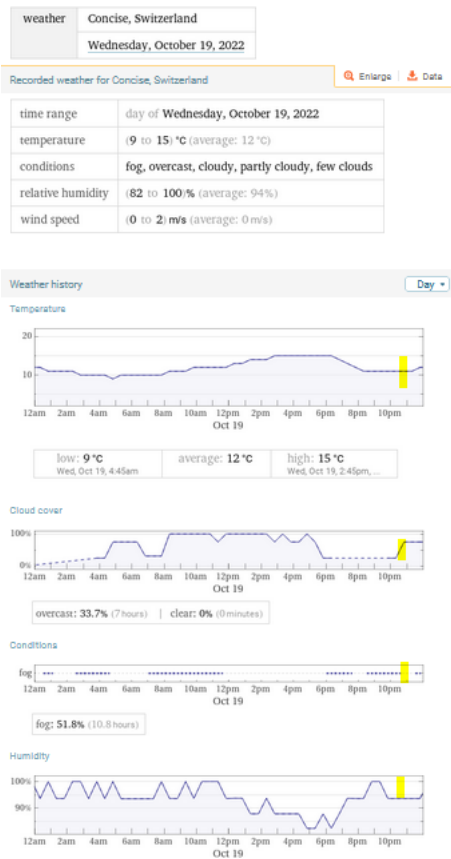 weather
Concise, Switzerland
Wednesday, October 19, 2022
Recorded weather for Concise, Switzerland
Enlarge | Data
time range day of Wednesday, October 19, 2022
temperature (9 to 15) °C (average: 12 °C)
conditions fog, overcast, cloudy, partly cloudy, few clouds
relative humidity (82 to 100)% (average: 94%)
wind speed (0 to 2) m/s (average: 0 m/s)
Weather history
Day
Temperature
20
10
12am 2am 4am 6am 8am 10am 12pm 2pm 4pm 6pm 8pm 10pm
Oct 19
low: 9 °C average: 12 °C high: 15 °C
Wed, Oct 19, 4:45am Wed, Oct 19, 2:45pm, ...
Cloud cover
100%
0%
12am 2am 4am 6am 8am 10am 12pm 2pm 4pm 6pm 8pm 10pm
Oct 19
overcast: 33.7% (7 hours) | clear: 0% (0 minutes)
Conditions
fog
12am 2am 4am 6am 8am 10am 12pm 2pm 4pm 6pm 8pm 10pm
Oct 19
fog: 51.8% (10.8 hours)
Humidity
100%
90%
12am 2am 4am 6am 8am 10am 12pm 2pm 4pm 6pm 8pm 10pm
Oct 19